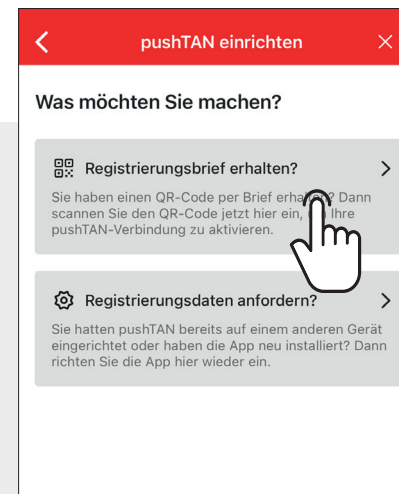 pushTAN einrichten
Was möchten Sie machen?
Registrierungsbrief erhalten?
Sie haben einen QR-Code per Brief erhalten? Dann
scannen Sie den QR-Code jetzt hier ein, Ihre
pushTAN-Verbindung zu aktivieren.
Registrierungsdaten anfordern?
Sie hatten pushTAN bereits auf einem anderen Gerät
eingerichtet oder haben die App neu installiert? Dann
richten Sie die App hier wieder ein.